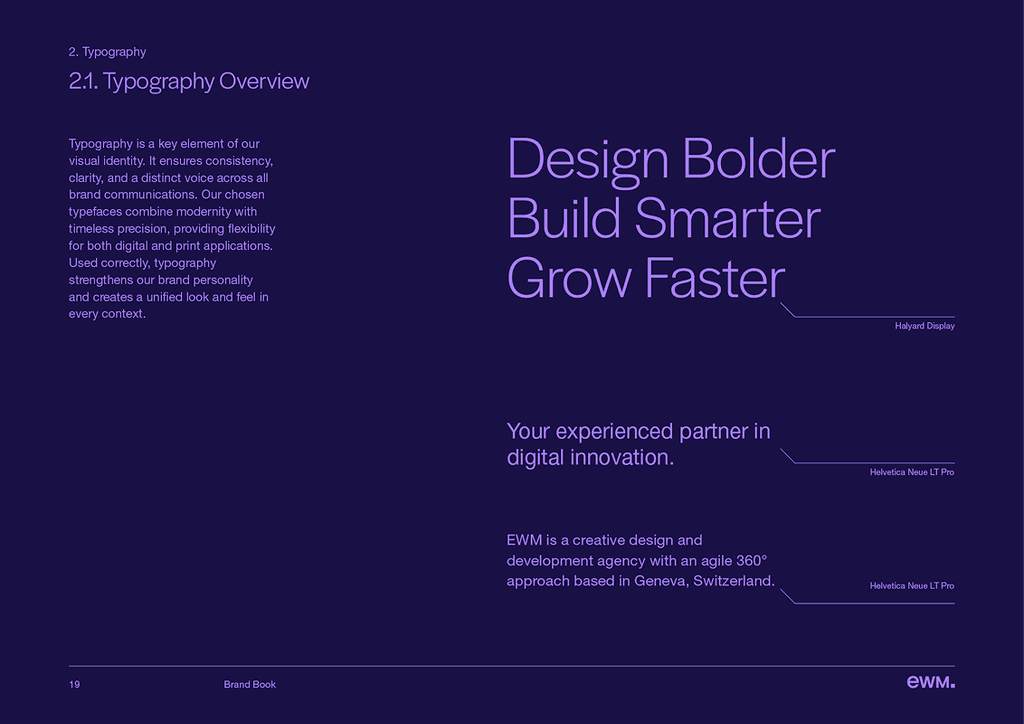 2. Typography
2.1. Typography Overview
Typography is a key element of our
visual identity. It ensures consistency,
clarity, and a distinct voice across all
brand communications. Our chosen
typefaces combine modernity with
timeless precision, providing flexibility
for both digital and print applications.
Used correctly, typography
strengthens our brand personality
and creates a unified look and feel in
every context.
Design Bolder
Build Smarter
Grow Faster
Halyard Display
Your experienced partner in
digital innovation.
Helvetica Neue LT Pro
EWM is a creative design and
development agency with an agile 360°
approach based in Geneva, Switzerland.
Helvetica Neue LT Pro
19
Brand Book
ewm.